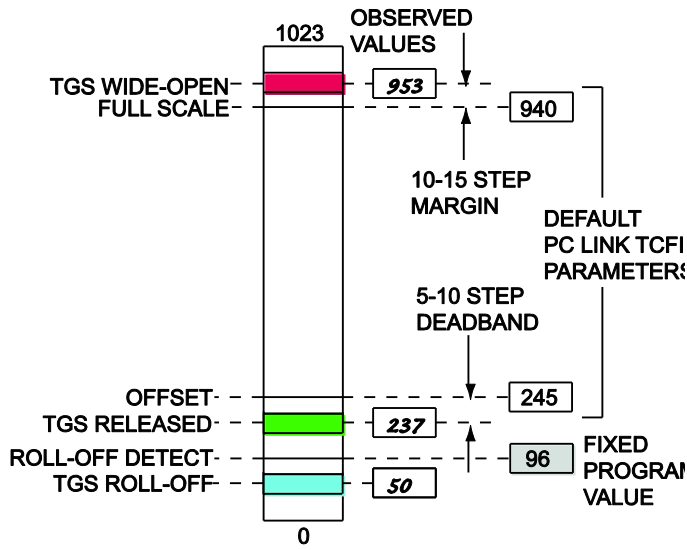 OBSERVED
VALUES
1023
TGS WIDE-OPEN
953
FULL SCALE
940
10-15 STEP
MARGIN
DEFAULT
PC LINK TCFI
PARAMETERS
5-10 STEP
DEADBAND
OFFSET
245
TGS RELEASED
237
ROLL-OFF DETECT
96
FIXED
PROGRAM
VALUE
TGS ROLL-OFF
50
0